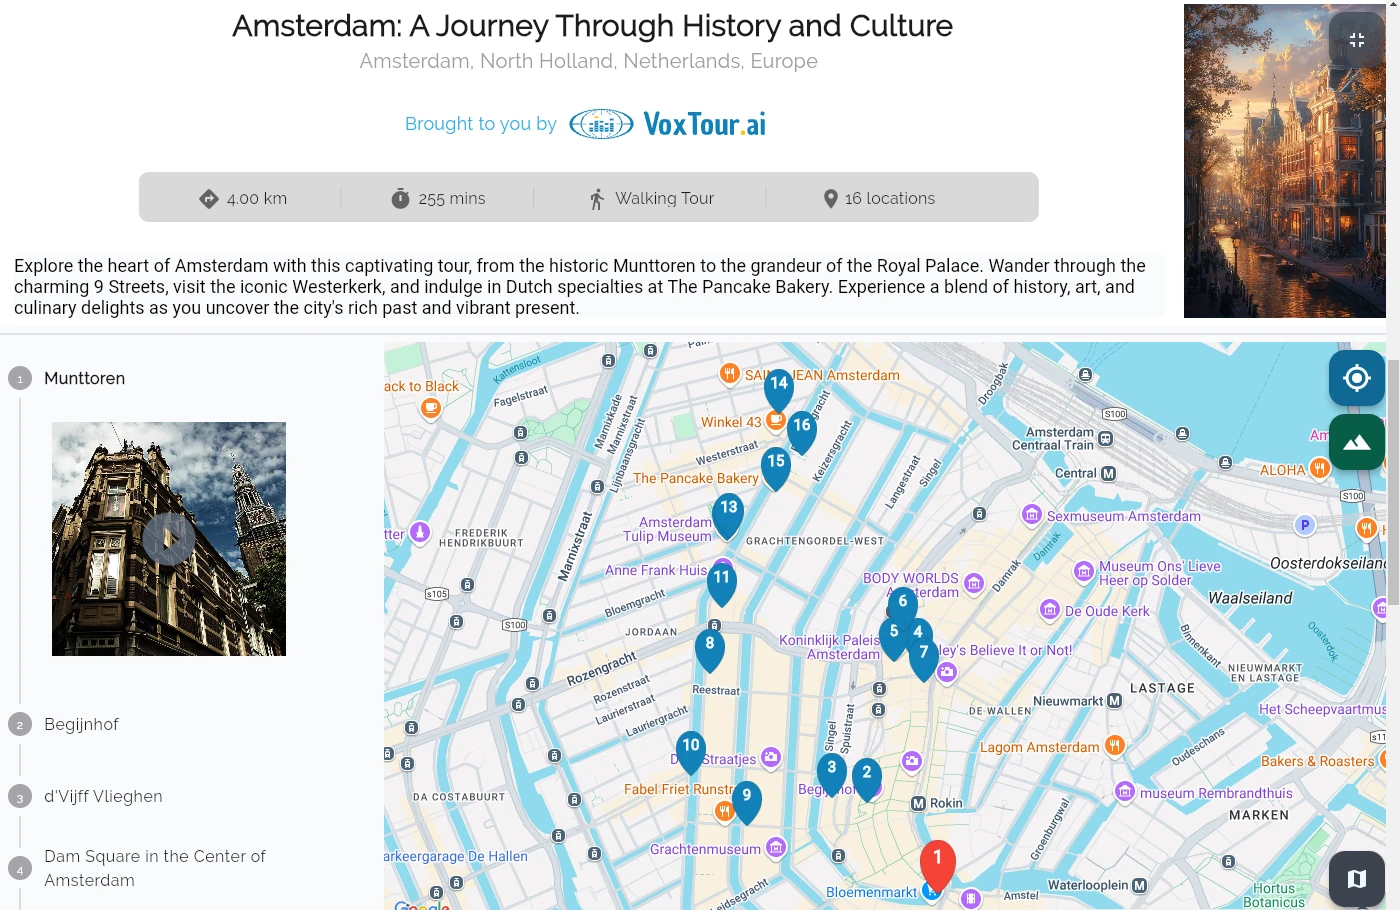 Amsterdam: A Journey Through History and Culture
Amsterdam, North Holland, Netherlands, Europe
Brought to you by
VoxTour.ai
4.00 km
255 mins
Walking Tour
16 locations
Explore the heart of Amsterdam with this captivating tour, from the historic Munttoren to the grandeur of the Royal Palace. Wander through the
charming 9 Streets, visit the iconic Westerkerk, and indulge in Dutch specialties at The Pancake Bakery. Experience a blend of history, art, and
culinary delights as you uncover the city's rich past and vibrant present.
1
Munttoren
2
Begijnhof
3
d'Vijff Vlieghen
4
Dam Square in the Center of
Amsterdam
Kattensloot
ack to Black
Fagelstraat
Marnixkade
Marnixstraat
Lijnbaansgracht
JEAN Amsterdam
14
Winkel 43
16
Westerstraat
15
The Pancake Bakery
Keizersgracht
Langestraat
Singel
Droogbak
S100
Amsterdam
Centraal Train
Central
ALOHA
S100
P
tter
FREDERIK
HENDRIKBUURT
Marnixstraat
13
Amsterdam
Tulip Museum
GRACHTENGORDEL-WEST
Sexmuseum Amsterdam
Damrak
Oosterdokseiland
Anne Frank Huis
11
BODY WORLDS
6
Damrak
Museum Ons' Lieve
Heer op Solder
De Oude Kerk
Waalseiland
s105
S100
Bloemgracht
JORDAAN
8
Koninklijk Paleis
Amsterdam
5
4
7
ley's Believe It or Not!
Binnenkant
Oosterdok
NIEUWMARKT
EN LASTAGE
Rozengracht
Rozenstraat
Laurierstraat
Lauriergracht
Reestraat
Singel
Spuistraat
DE WALLEN
Nieuwmarkt
LASTAGE
Het Scheepvaartmus
10
Straatjes
Lagom Amsterdam
Oudeschans
Bakers & Roasters
DA COSTABUURT
Fabel Friet Runstr
9
3
2
Rokin
museum Rembrandthuis
MARKEN
arkeergarage De Hallen
Grachtenmuseum
Groenburgwal
1
Bloemenmarkt
Leidsegracht
Amstel
Waterlooplein
Hortus
Botanicus
Google